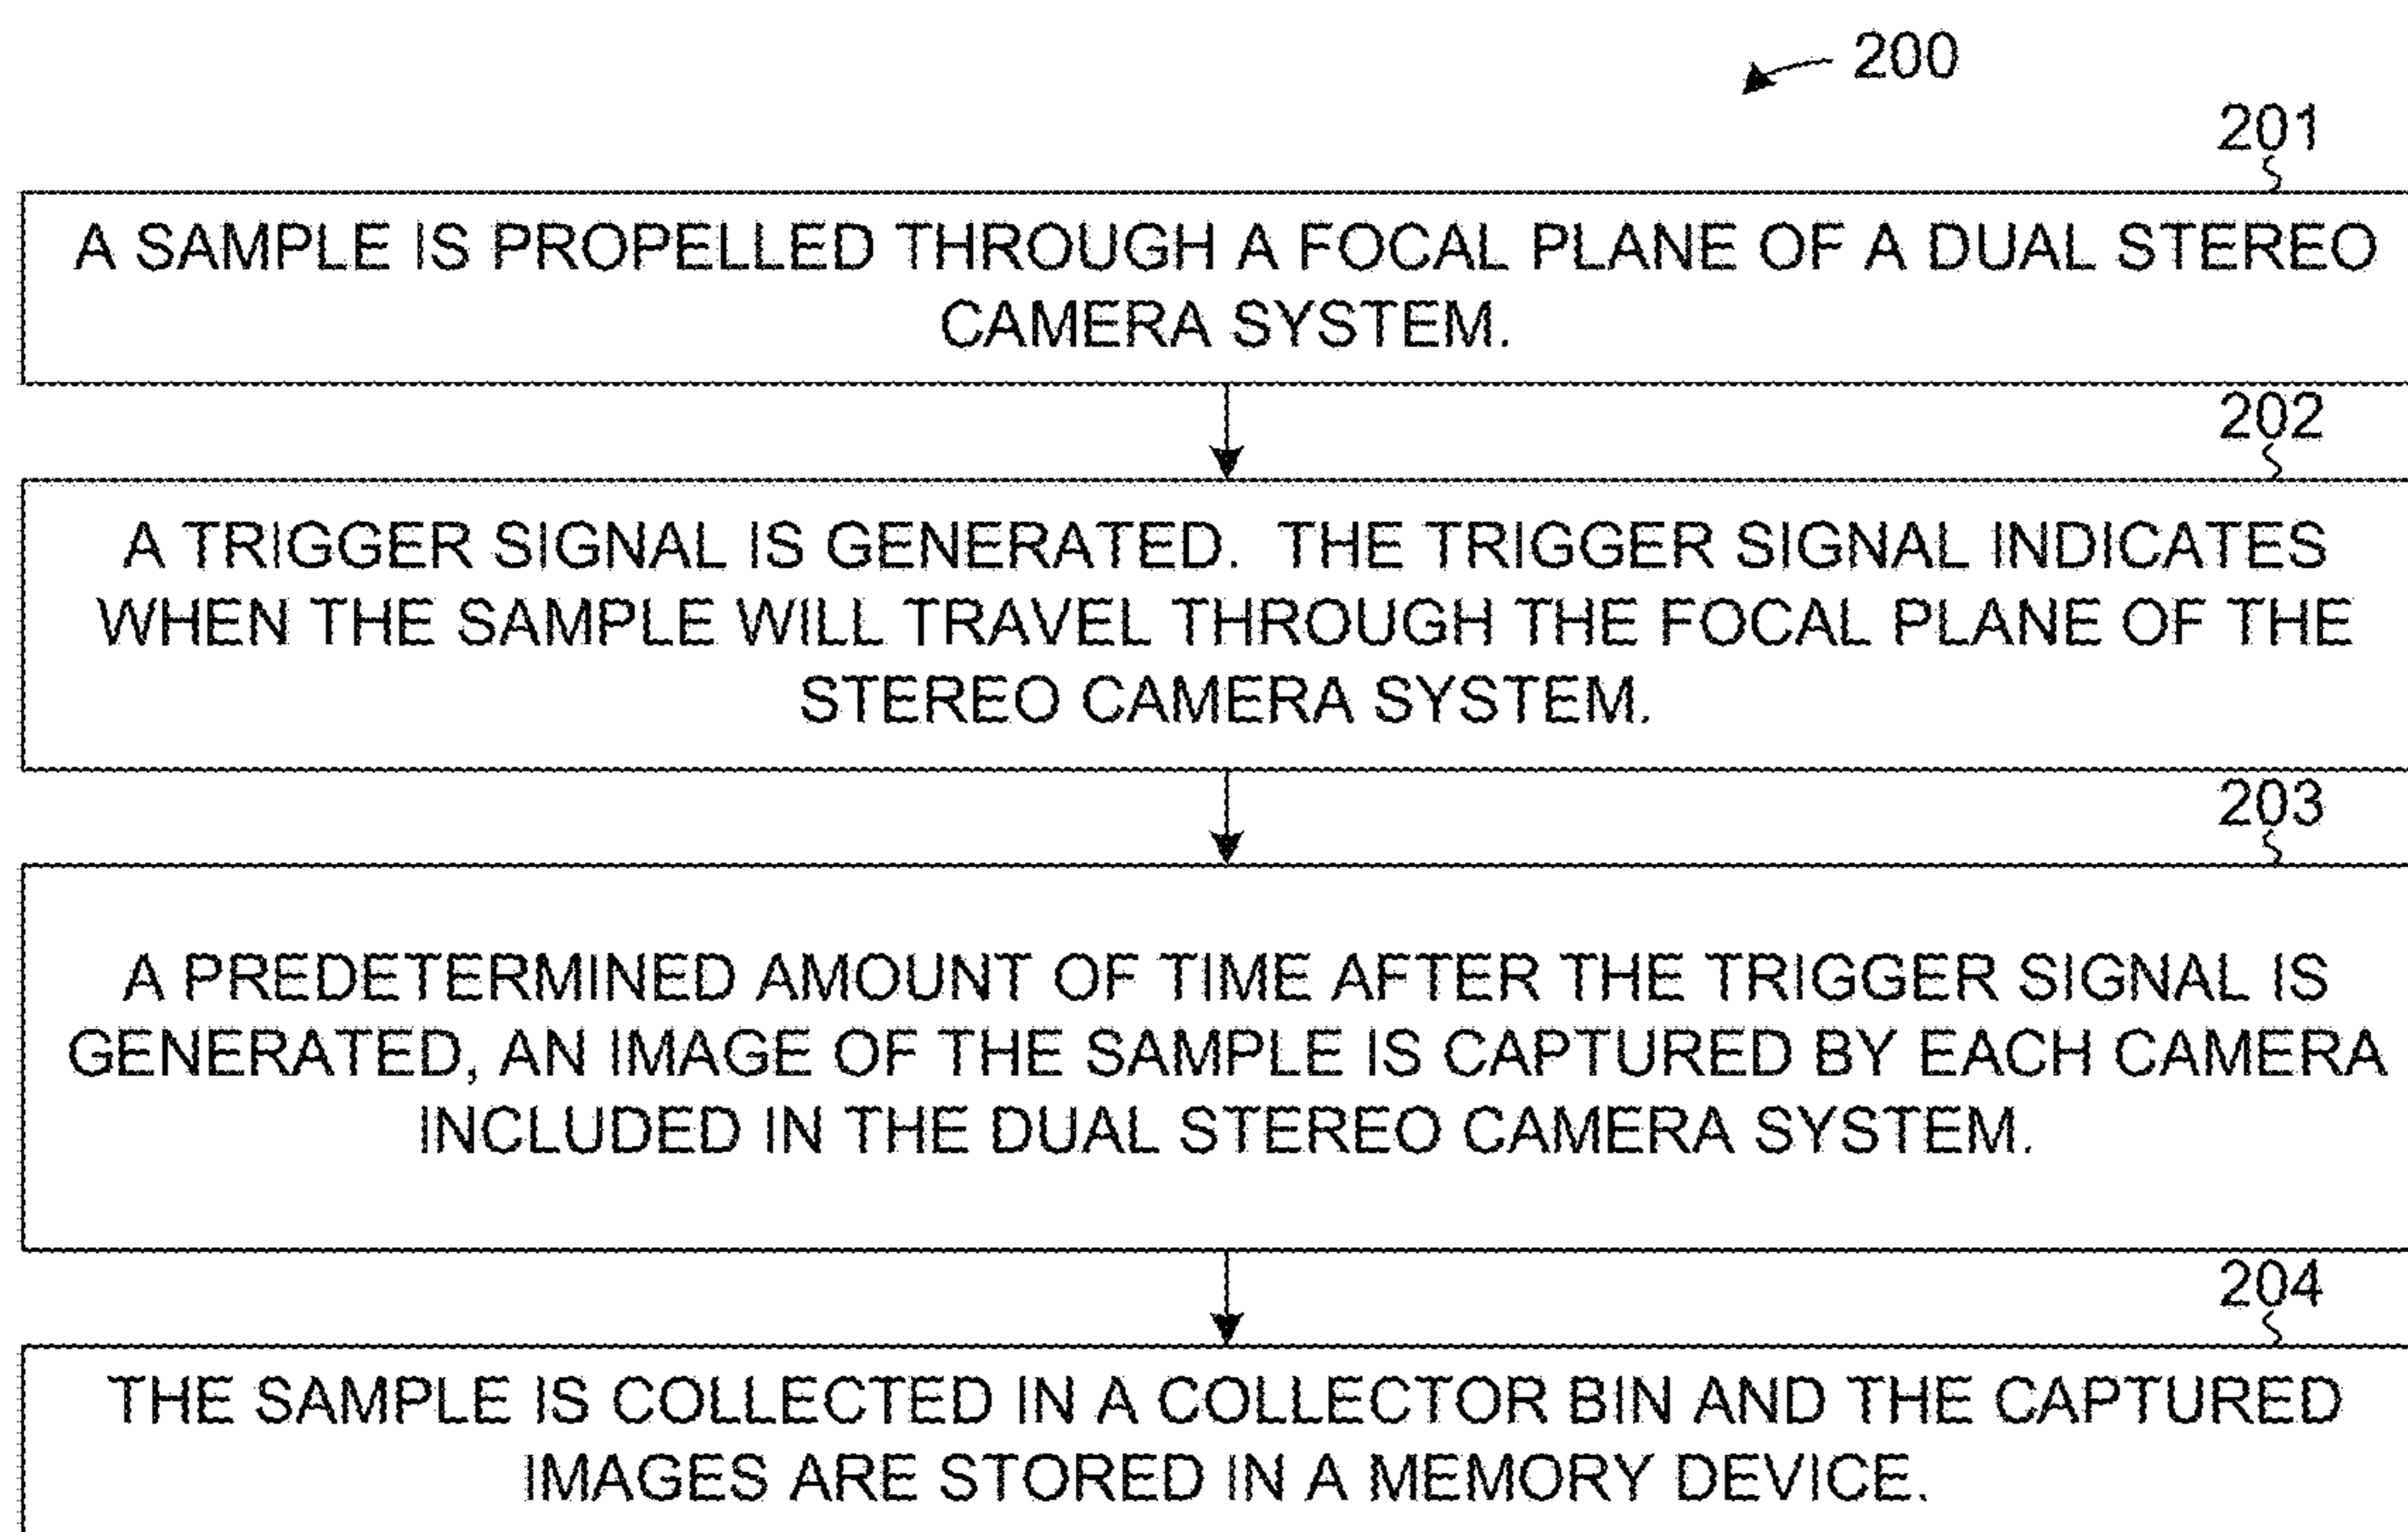 200
201
A SAMPLE IS PROPELLED THROUGH A FOCAL PLANE OF A DUAL STEREO
CAMERA SYSTEM.
202
A TRIGGER SIGNAL IS GENERATED. THE TRIGGER SIGNAL INDICATES
WHEN THE SAMPLE WILL TRAVEL THROUGH THE FOCAL PLANE OF THE
STEREO CAMERA SYSTEM.
203
A PREDETERMINED AMOUNT OF TIME AFTER THE TRIGGER SIGNAL IS
GENERATED, AN IMAGE OF THE SAMPLE IS CAPTURED BY EACH CAMERA
INCLUDED IN THE DUAL STEREO CAMERA SYSTEM.
204
THE SAMPLE IS COLLECTED IN A COLLECTOR BIN AND THE CAPTURED
IMAGES ARE STORED IN A MEMORY DEVICE.